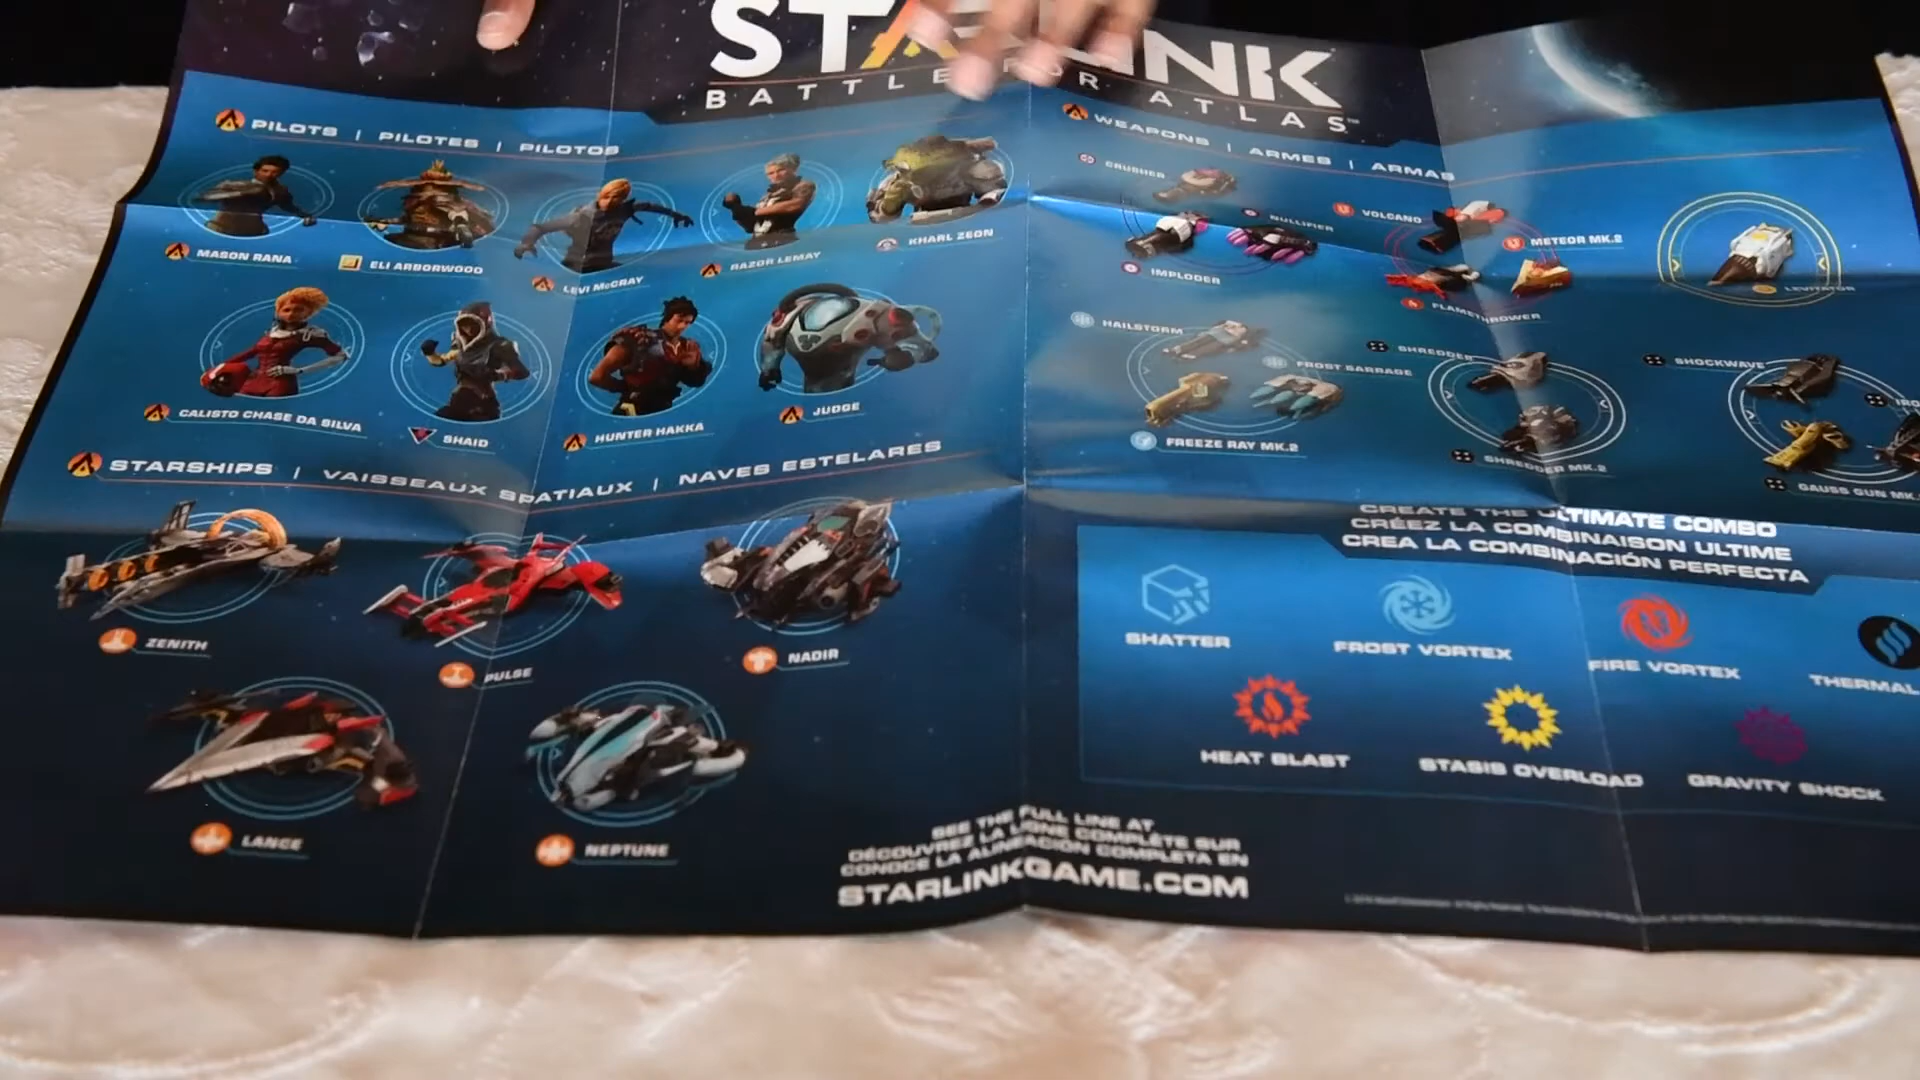 BATTLE OR ATLAS™
PILOTS | PILOTES | PILOTOS
MASON RANA
ELI ARBORWOOD
LEVI McCRAY
RAZOR LEMAY
KHARL ZEON
CALISTO CHASE DA SILVA
SHAID
HUNTER HAKKA
JUDGE
STARSHIPS | VAISSEAUX SPATIAUX | NAVES ESTELARES
ZENITH
PULSE
NADIR
LANCE
NEPTUNE
WEAPONS | ARMES | ARMAS
CRUSHER
NULLIFIER
IMPLODER
VOLCANO
METEOR MK.2
FLAMETHROWER
LEVITATOR
HAILSTORM
FROST BARRAGE
FREEZE RAY MK.2
SHREDDER
SHREDDER MK.2
SHOCKWAVE
GAUSS GUN MK.
CREATE THE ULTIMATE COMBO
CRÉEZ LA COMBINAISON ULTIME
CREA LA COMBINACIÓN PERFECTA
SHATTER
FROST VORTEX
FIRE VORTEX
THERMAL
HEAT BLAST
STASIS OVERLOAD
GRAVITY SHOCK
SEE THE FULL LINE AT
DÉCOUVREZ LA LIGNE COMPLÈTE SUR
CONOCE LA ALINEACIÓN COMPLETA EN
STARLINKGAME.COM